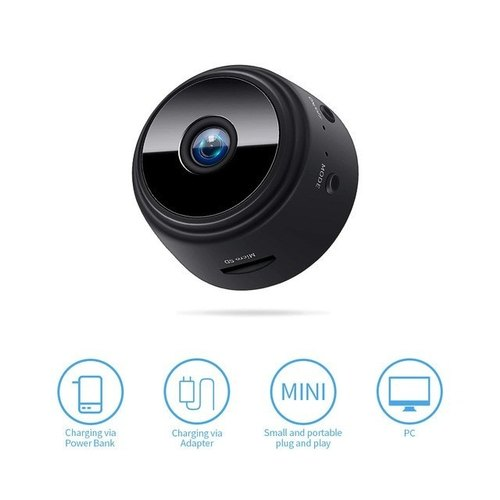 MODE
Micro SD
MINI
Charging via
Power Bank
Charging via
Adapter
Small and portable
plug and play
PC